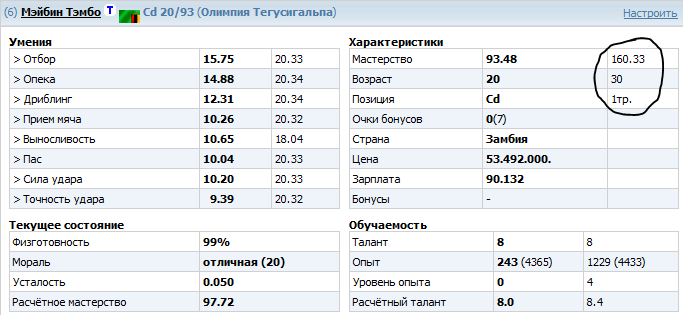 (6) Мэйбин Тэмбо T Cd 20/93 (Олимпия Тегусигальпа) Настроить
Умения
> Отбор 15.75 20.33
> Опека 14.88 20.34
> Дриблинг 12.31 20.34
> Прием мяча 10.26 20.32
> Выносливость 10.65 18.04
> Пас 10.04 20.33
> Сила удара 10.20 20.33
> Точность удара 9.39 20.32
Характеристики
Мастерство 93.48 160.33
Возраст 20 30
Позиция Cd 1тр.
Очки бонусов 0(7)
Страна Замбия
Цена 53.492.000.
Зарплата 90.132
Бонусы -
Текущее состояние
Физготовность 99%
Мораль отличная (20)
Усталость 0.050
Расчётное мастерство 97.72
Обучаемость
Талант 8 8
Опыт 243 (4365) 1229 (4433)
Уровень опыта 0 4
Расчётный талант 8.0 8.4